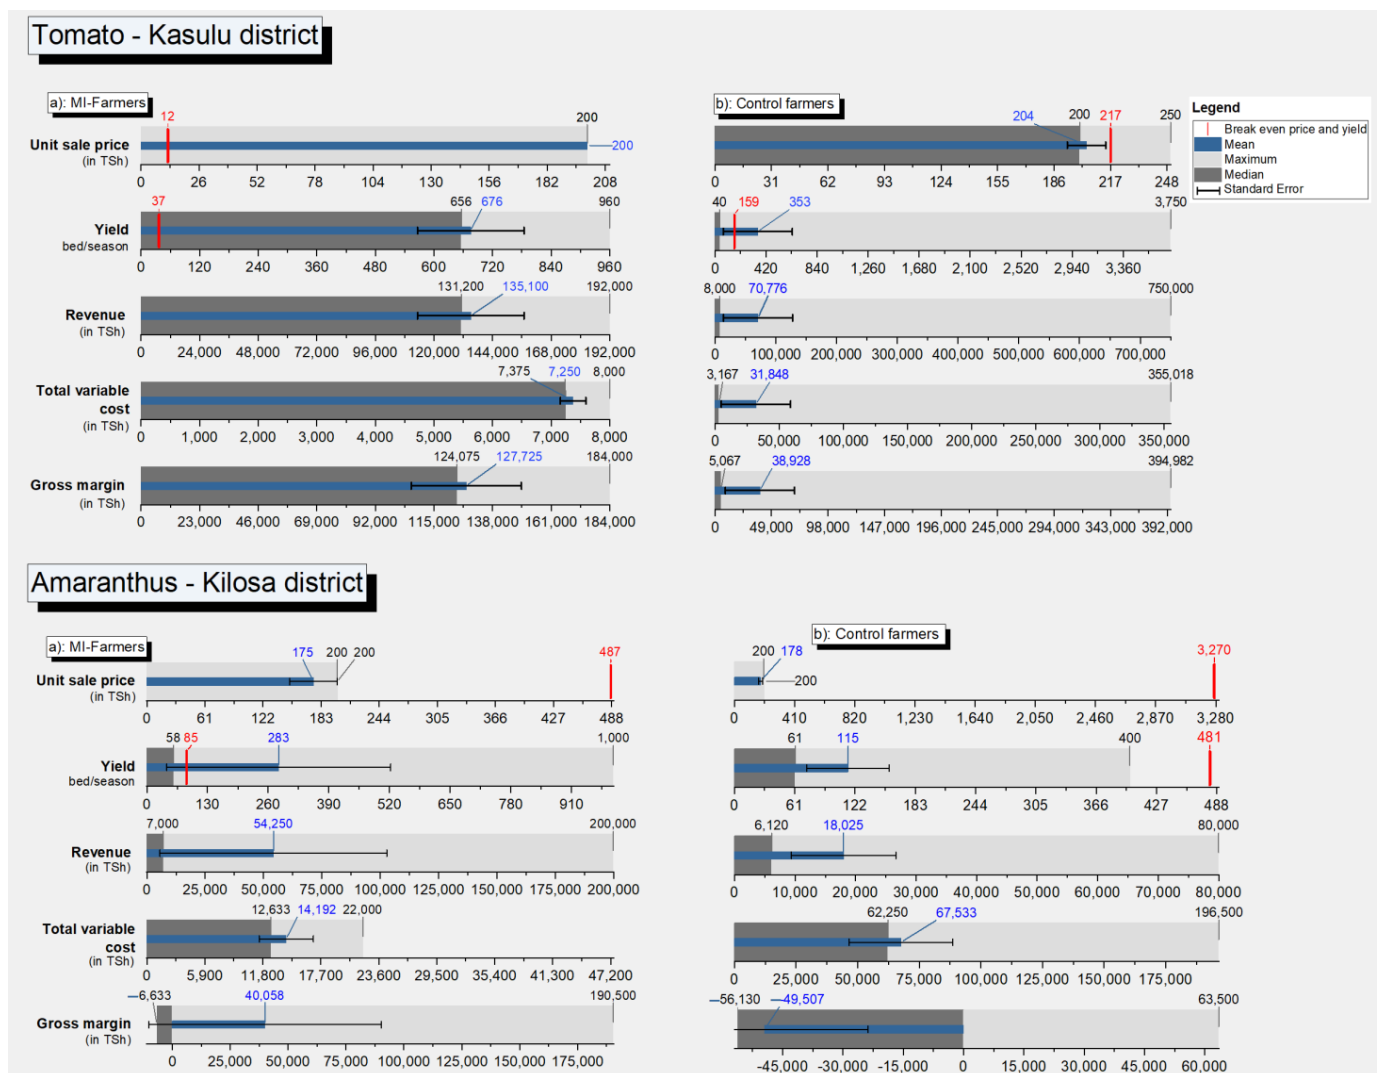 Tomato - Kasulu district
a): MI-Farmers
12
200
Unit sale price
(in TSh)
200
0 26 52 78 104 130 156 182 208
37 656 676 960
Yield
bed/season
0 120 240 360 480 600 720 840 960
131,200 135,100 192,000
Revenue
(in TSh)
0 24,000 48,000 72,000 96,000 120,000 144,000 168,000 192,000
7,375 7,250 8,000
Total variable
cost
(in TSh)
0 1,000 2,000 3,000 4,000 5,000 6,000 7,000 8,000
124,075 127,725 184,000
Gross margin
(in TSh)
0 23,000 46,000 69,000 92,000 115,000 138,000 161,000 184,000
b): Control farmers
204 200 217 250
0 31 62 93 124 155 186 217 248
40 159 353 3,750
0 420 840 1,260 1,680 2,100 2,520 2,940 3,360
8,000 70,776 750,000
0 100,000 200,000 300,000 400,000 500,000 600,000 700,000
3,167 31,848 355,018
0 50,000 100,000 150,000 200,000 250,000 300,000 350,000
5,067 38,928 394,982
0 49,000 98,000 147,000 196,000 245,000 294,000 343,000 392,000
Legend
Break even price and yield
Mean
Maximum
Median
Standard Error
Amaranthus - Kilosa district
a): MI-Farmers
175 200 200 487
Unit sale price
(in TSh)
0 61 122 183 244 305 366 427 488
58 85 283 1,000
Yield
bed/season
0 130 260 390 520 650 780 910
7,000 54,250 200,000
Revenue
(in TSh)
0 25,000 50,000 75,000 100,000 125,000 150,000 175,000 200,000
12,633 14,192 22,000
Total variable
cost
(in TSh)
0 5,900 11,800 17,700 23,600 29,500 35,400 41,300 47,200
−6,633 40,058 190,500
Gross margin
(in TSh)
0 25,000 50,000 75,000 100,000 125,000 150,000 175,000
b): Control farmers
200 178 3,270
200
0 410 820 1,230 1,640 2,050 2,460 2,870 3,280
61 115 400 481
0 61 122 183 244 305 366 427 488
6,120 18,025 80,000
0 10,000 20,000 30,000 40,000 50,000 60,000 70,000 80,000
62,250 67,533 196,500
0 25,000 50,000 75,000 100,000 125,000 150,000 175,000
−56,130 −49,507 63,500
-45,000 -30,000 -15,000 0 15,000 30,000 45,000 60,000